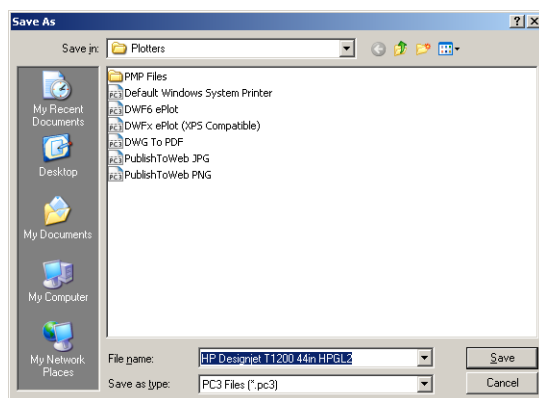 Save As
Save in: Plotters
My Recent Documents
Desktop
My Documents
My Computer
My Network Places
PMP Files
Default Windows System Printer
DWF6 ePlot
DWFx ePlot (XPS Compatible)
DWG To PDF
PublishToWeb JPG
PublishToWeb PNG
File name: HP Designjet T1200 44in HPGL2
Save
Save as type: PC3 Files (*.pc3)
Cancel